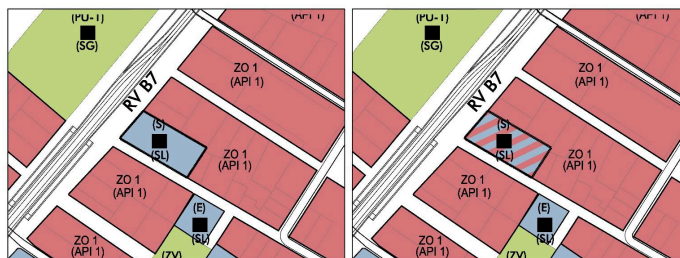 (PU-1)
(SG)
(API 1)
ZO 1
(API 1)
RV B7
(S)
(SL)
ZO 1
(API 1)
ZO 1
(API 1)
(E)
(SL)
ZO 1
(API 1)
(ZV)
(PU-1)
(SG)
(API 1)
ZO 1
(API 1)
RV B7
(S)
(SL)
ZO 1
(API 1)
ZO 1
(API 1)
(E)
(SL)
ZO 1
(API 1)
(ZV)